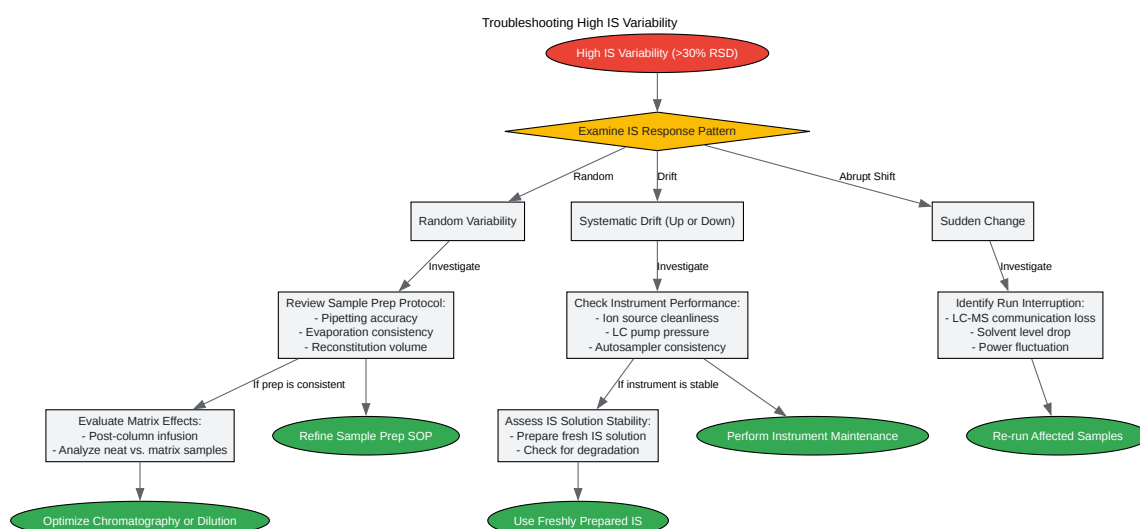 Troubleshooting High IS Variability
High IS Variability (>30% RSD)
Examine IS Response Pattern
Random
Drift
Abrupt Shift
Random Variability
Systematic Drift (Up or Down)
Sudden Change
Investigate
Investigate
Investigate
Review Sample Prep Protocol:
- Pipetting accuracy
- Evaporation consistency
- Reconstitution volume
Check Instrument Performance:
- Ion source cleanliness
- LC pump pressure
- Autosampler consistency
Identify Run Interruption:
- LC-MS communication loss
- Solvent level drop
- Power fluctuation
If prep is consistent
If instrument is stable
Evaluate Matrix Effects:
- Post-column infusion
- Analyze neat vs. matrix samples
Refine Sample Prep SOP
Assess IS Solution Stability:
- Prepare fresh IS solution
- Check for degradation
Perform Instrument Maintenance
Re-run Affected Samples
Optimize Chromatography or Dilution
Use Freshly Prepared IS